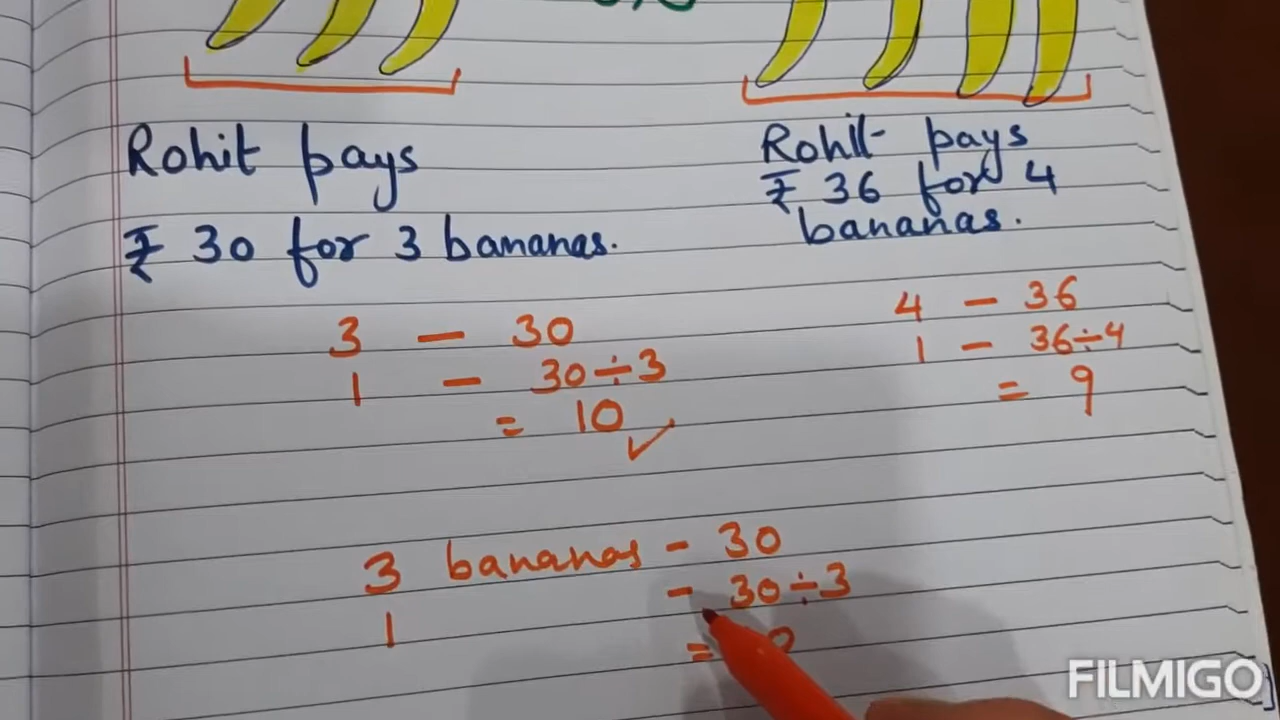 Rohit pays
₹ 30 for 3 bananas.
Rohit pays
₹ 36 for 4
bananas.
3 - 30
1 - 30÷3
= 10 ✓
4 - 36
1 - 36÷4
= 9
3 bananas - 30
1 - 30÷3
=
FILMIGO